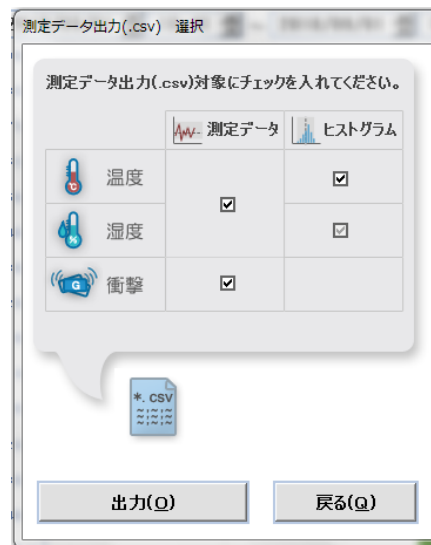 測定データ出力(.csv) 選択
測定データ出力(.csv)対象にチェックを入れてください。
測定データ ヒストグラム
℃ 温度
% 湿度
G 衝撃
*. CSV
出力(O) 戻る(Q)